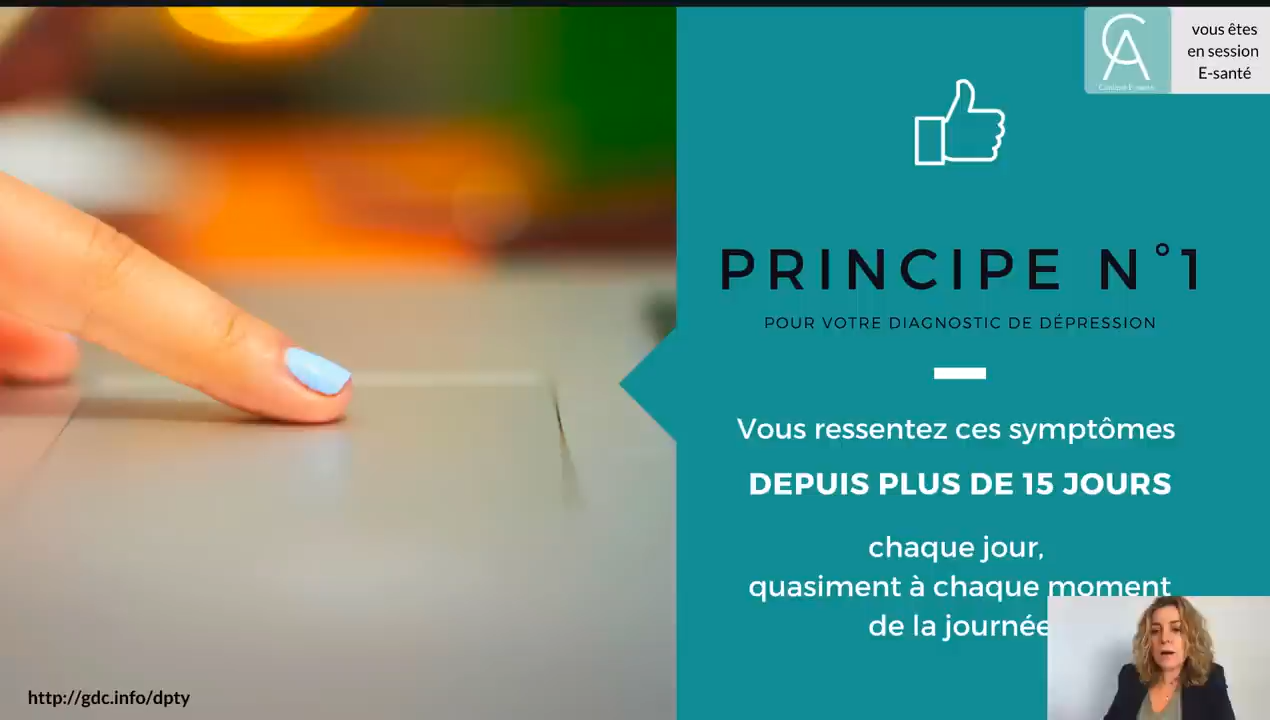 vous êtes
en session
E-santé
CA
PRINCIPE N°1
POUR VOTRE DIAGNOSTIC DE DÉPRESSION
Vous ressentez ces symptômes
DEPUIS PLUS DE 15 JOURS
chaque jour,
quasiment à chaque moment
de la journée
http://gdc.info/dpty